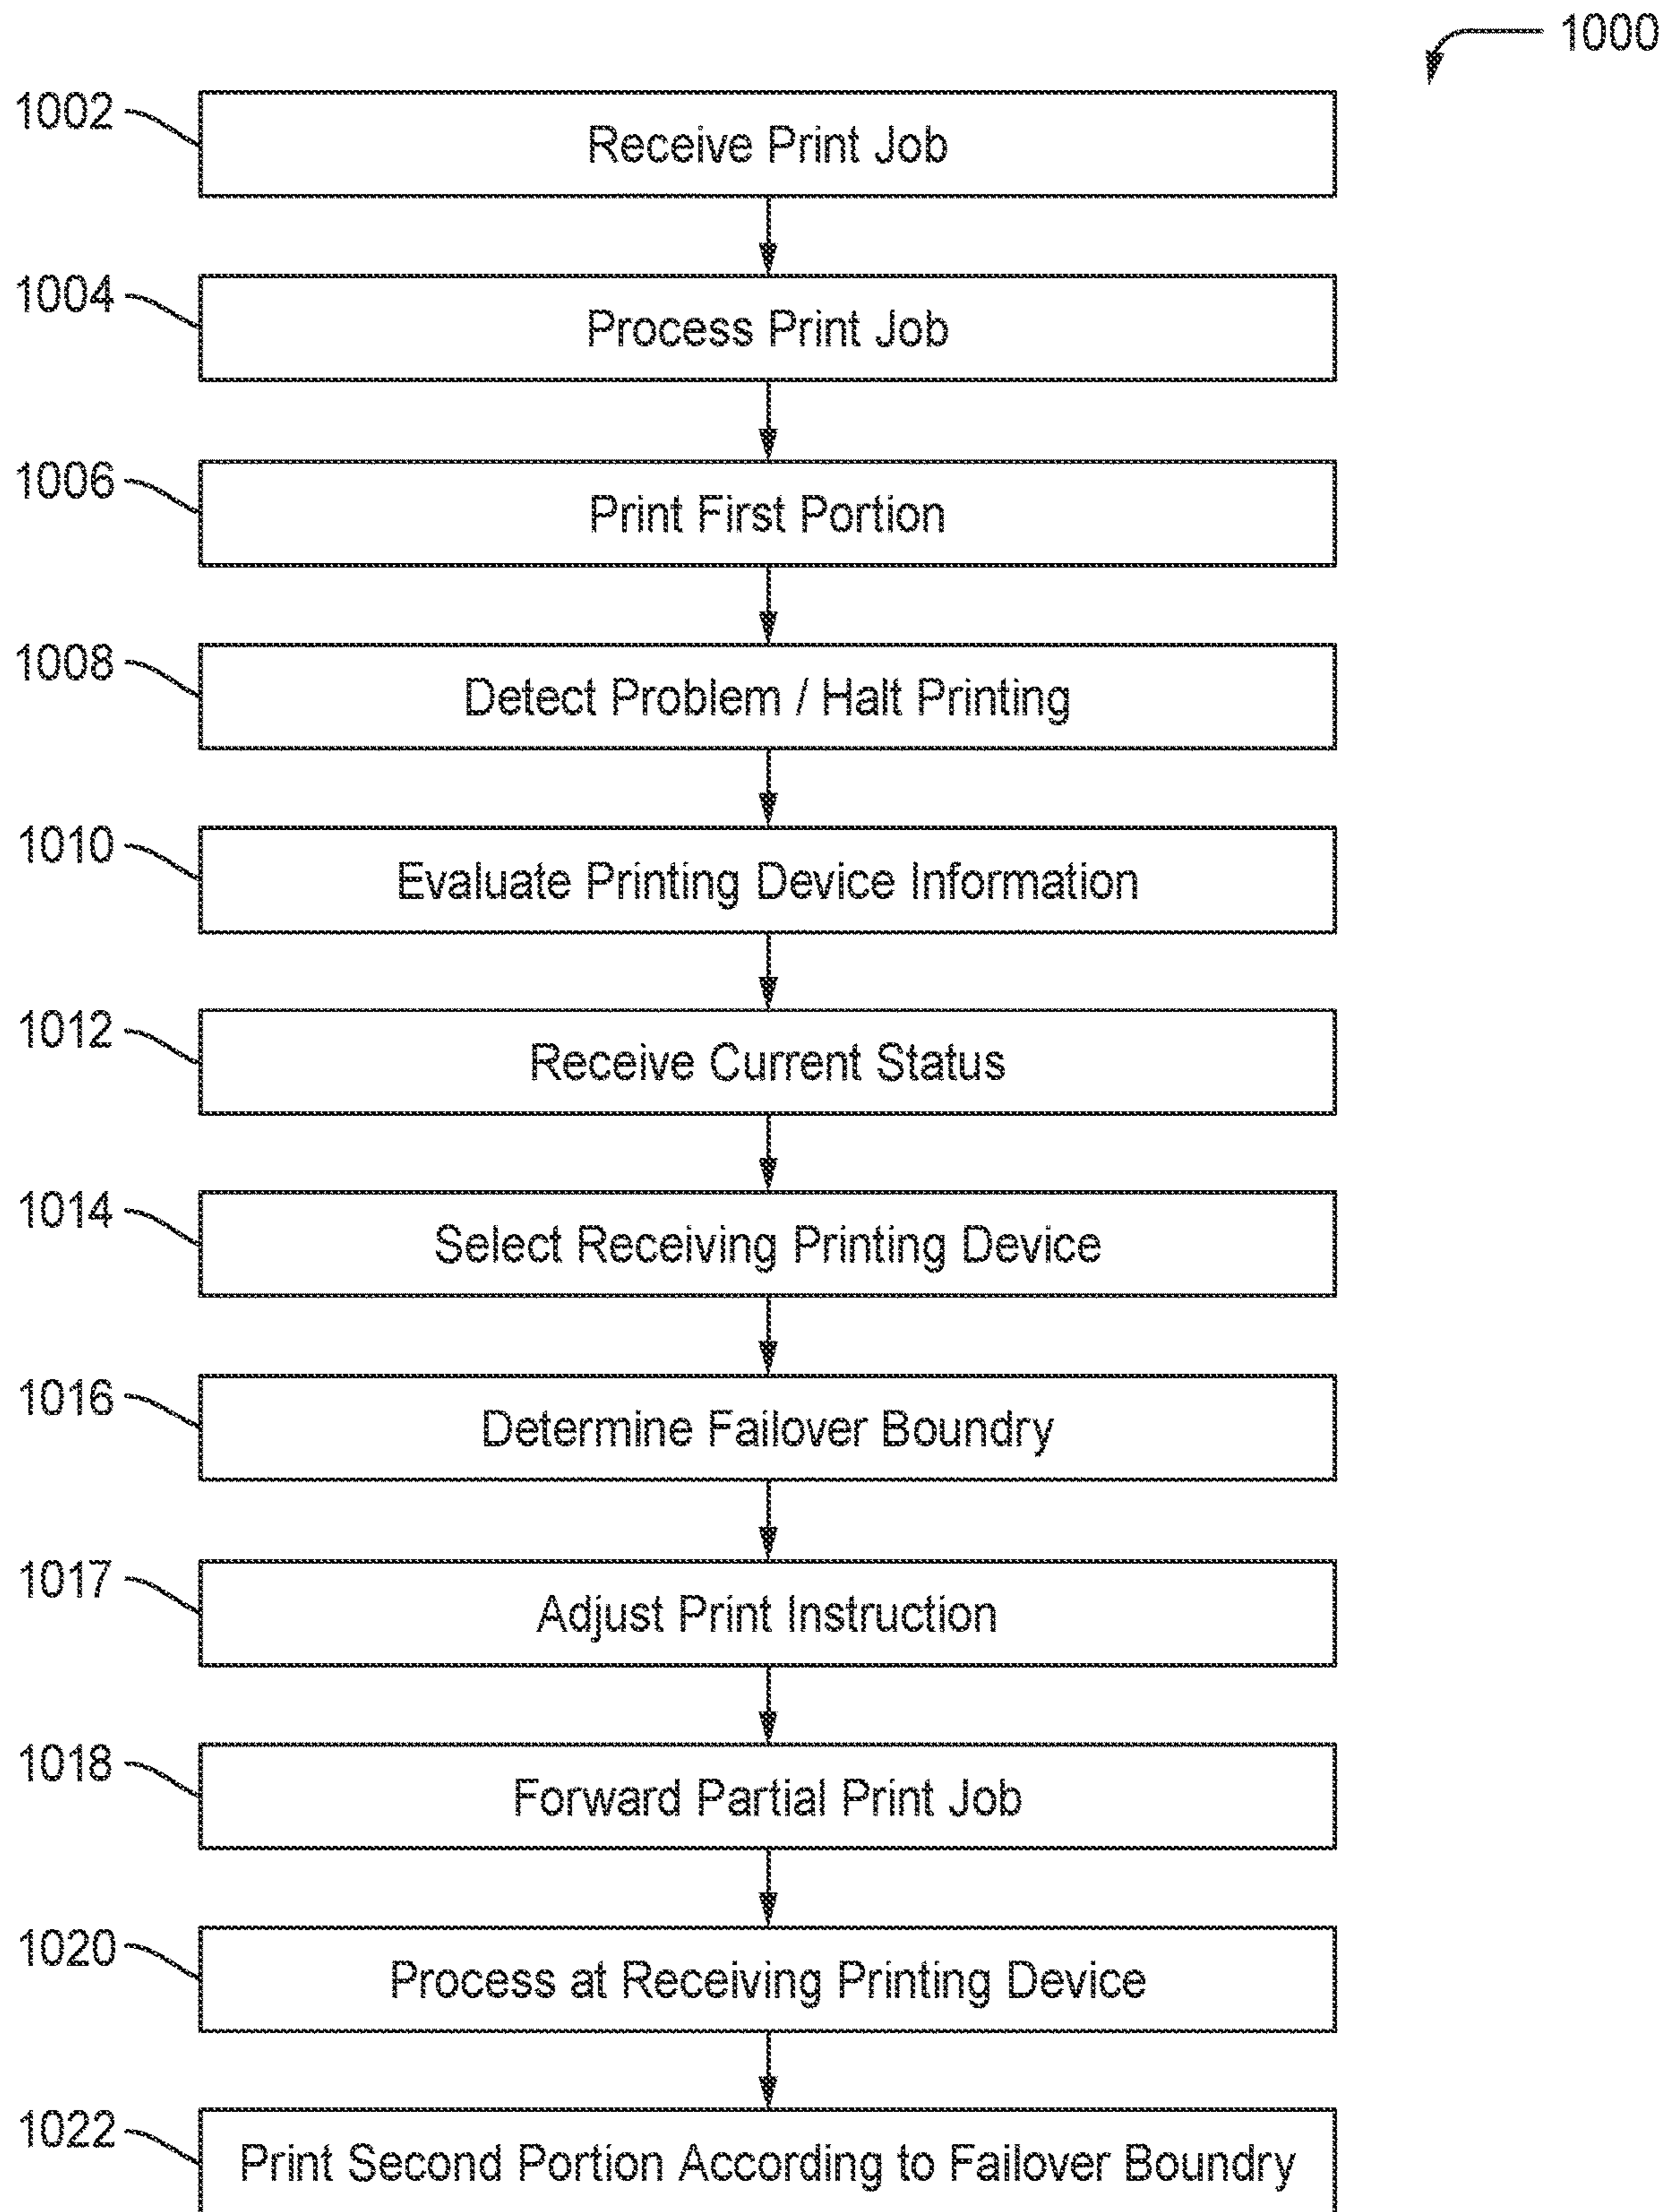 1000
1002
Receive Print Job
1004
Process Print Job
1006
Print First Portion
1008
Detect Problem / Halt Printing
1010
Evaluate Printing Device Information
1012
Receive Current Status
1014
Select Receiving Printing Device
1016
Determine Failover Boundry
1017
Adjust Print Instruction
1018
Forward Partial Print Job
1020
Process at Receiving Printing Device
1022
Print Second Portion According to Failover Boundry